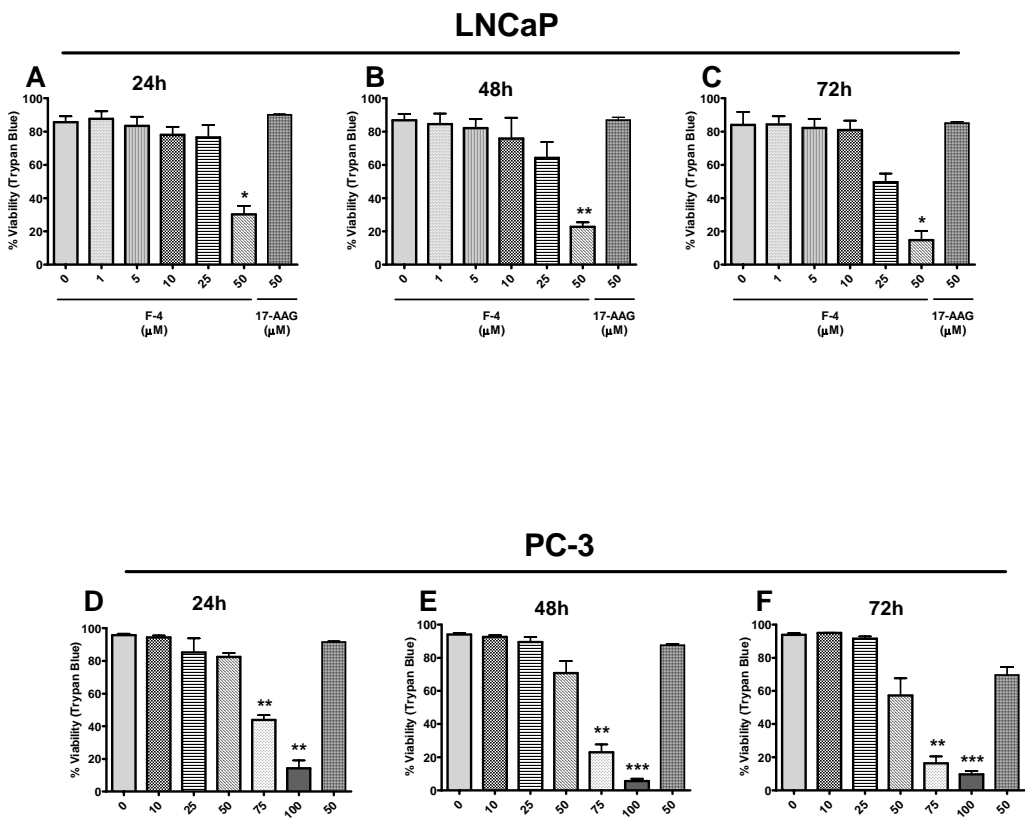 LNCaP
A
24h
% Viability (Trypan Blue)
100
80
60
40
20
0
*
0 1 5 10 25 50 50
F-4
(μM)
17-AAG
(μM)
B
48h
% Viability (Trypan Blue)
100
80
60
40
20
0
**
0 1 5 10 25 50 50
F-4
(μM)
17-AAG
(μM)
C
72h
% Viability (Trypan Blue)
100
80
60
40
20
0
*
0 1 5 10 25 50 50
F-4
(μM)
17-AAG
(μM)
PC-3
D
24h
% Viability (Trypan Blue)
100
80
60
40
20
0
** **
0 10 25 50 75 100 50
E
48h
% Viability (Trypan Blue)
100
80
60
40
20
0
** ***
0 10 25 50 75 100 50
F
72h
% Viability (Trypan Blue)
100
80
60
40
20
0
** ***
0 10 25 50 75 100 50